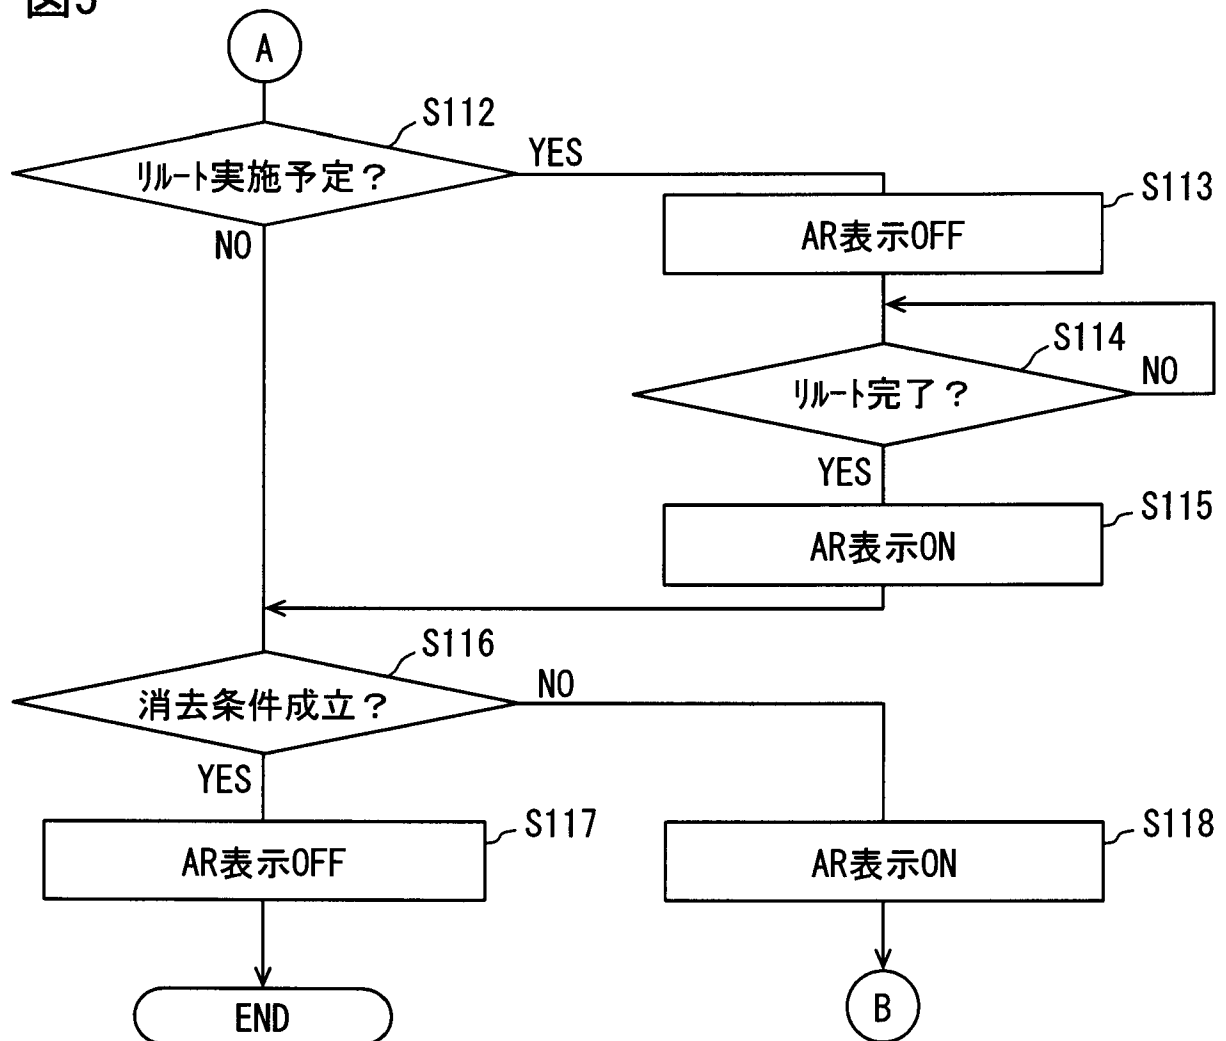 A
S112
リルート実施予定？
YES
NO
S113
AR表示OFF
S114
リルート完了？
NO
YES
S115
AR表示ON
S116
消去条件成立？
NO
YES
S117
AR表示OFF
S118
AR表示ON
END
B